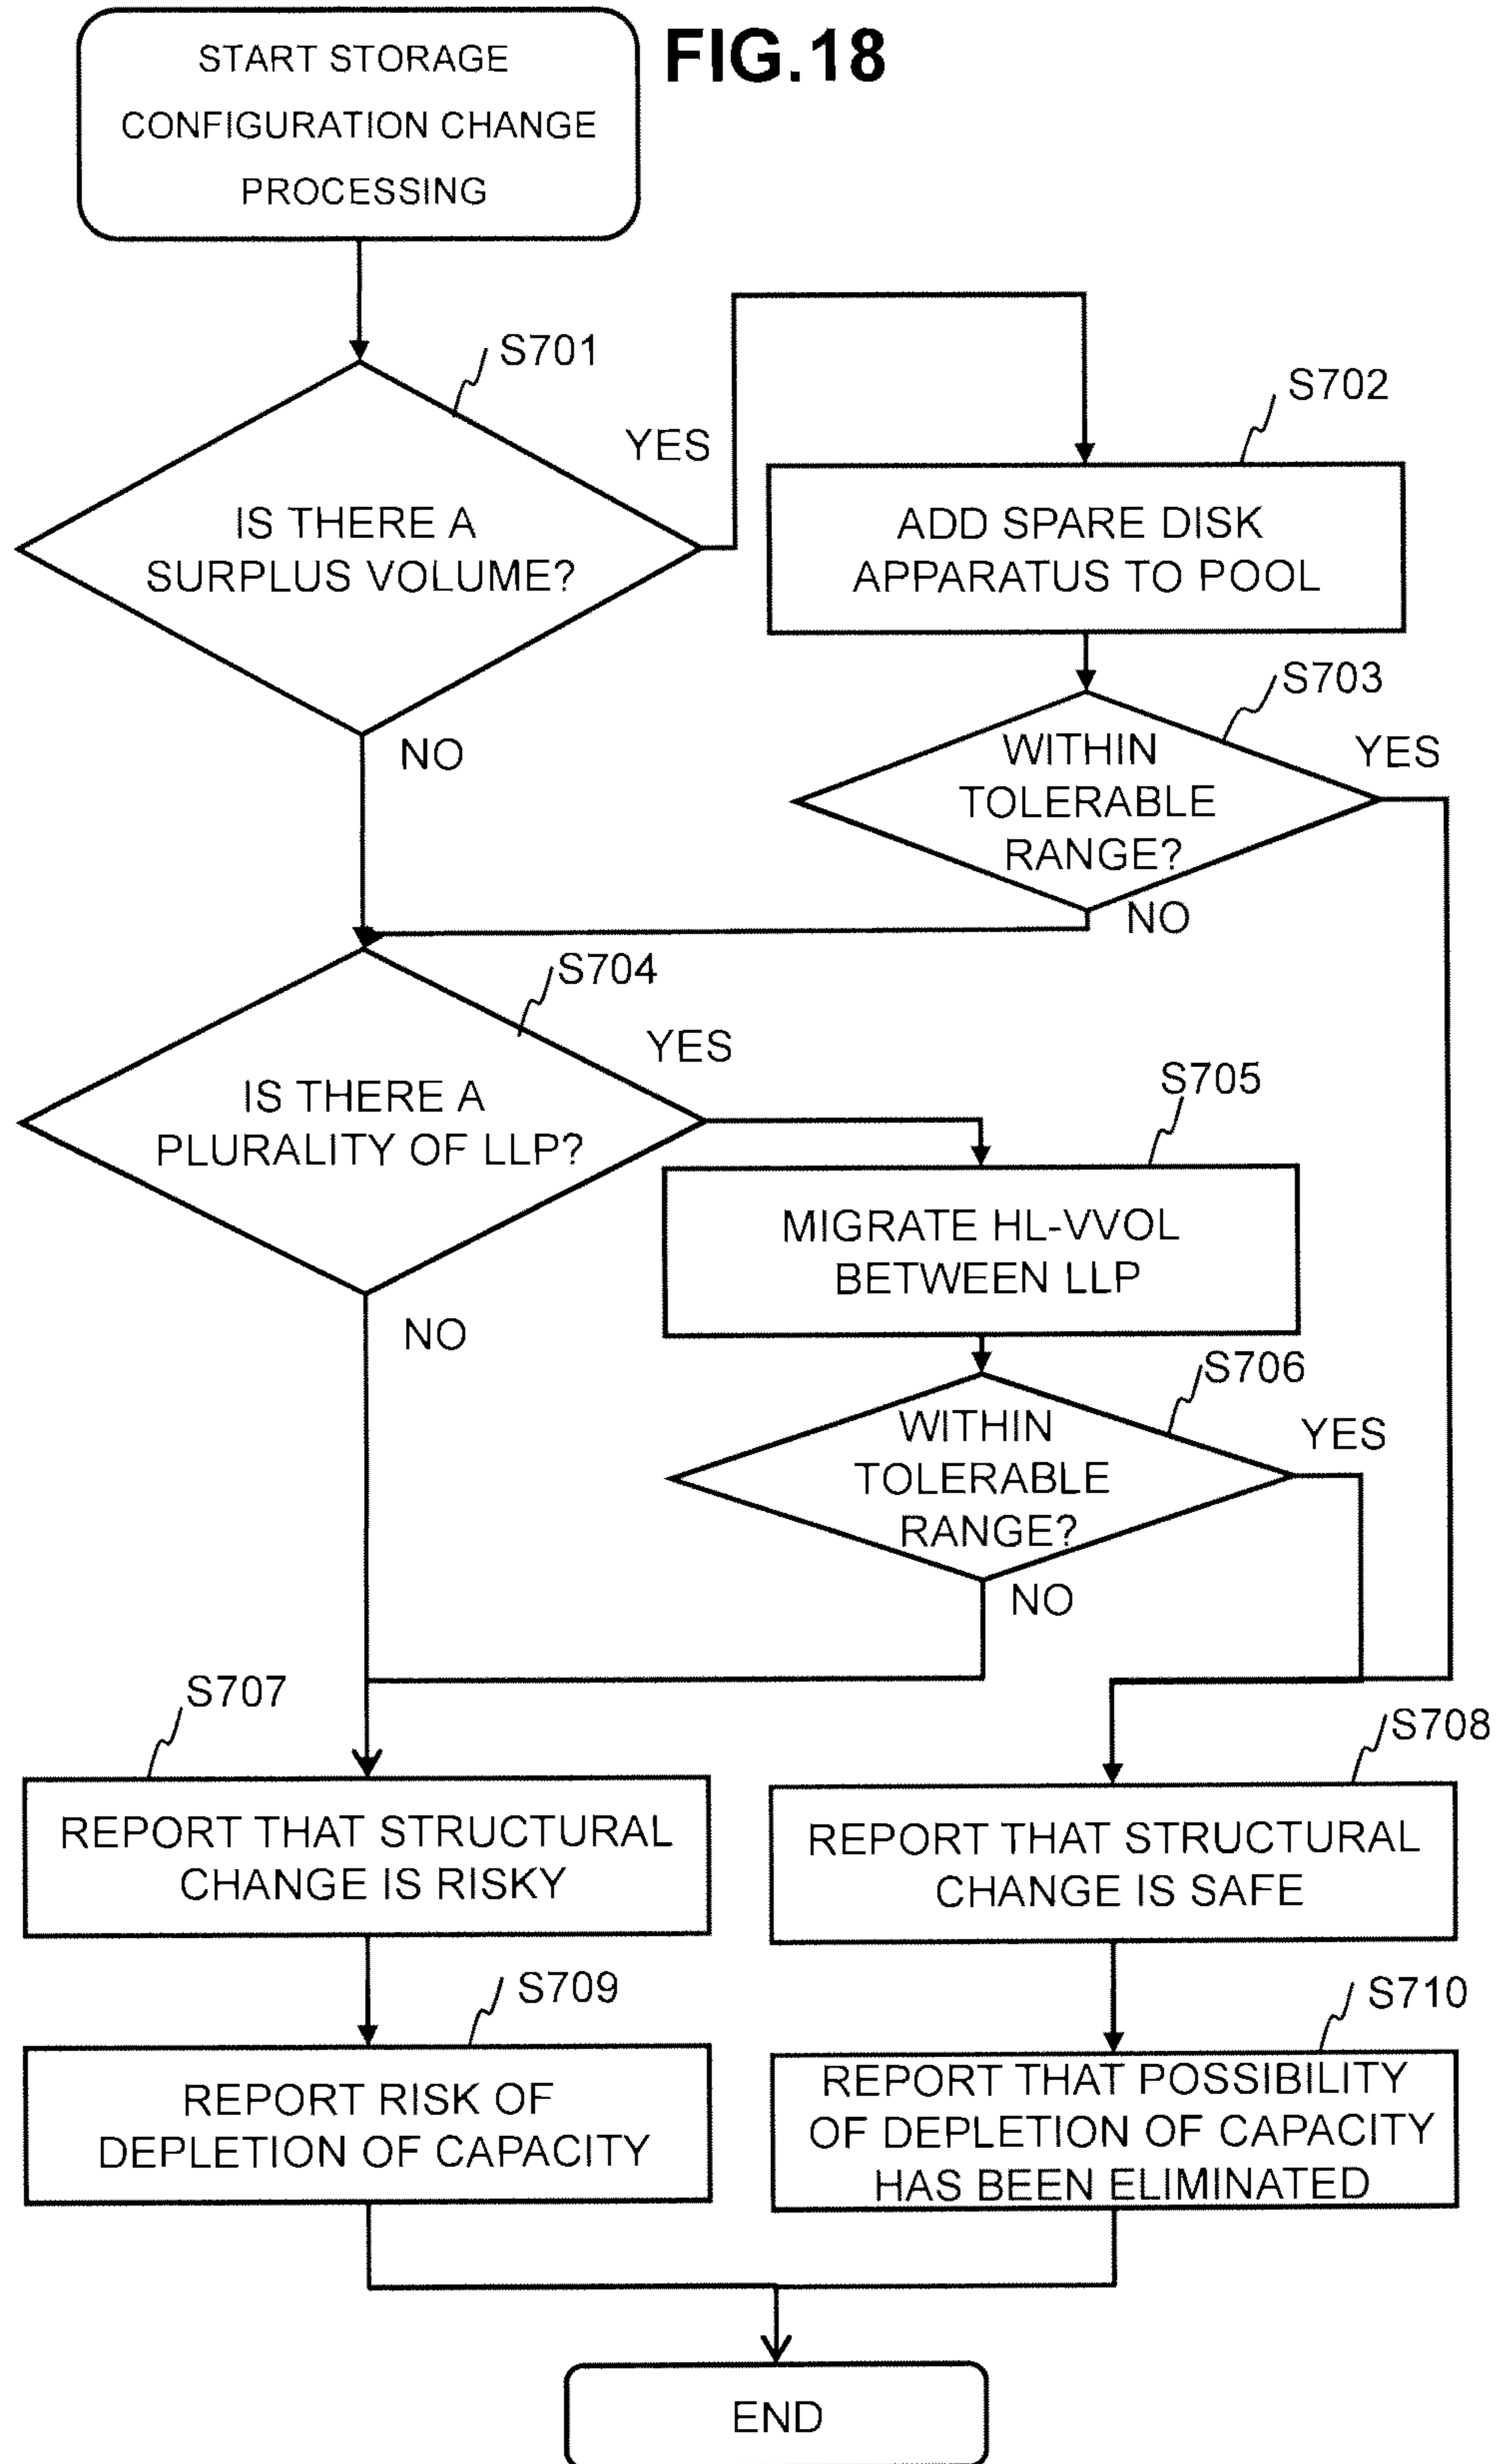 FIG.18
START STORAGE
CONFIGURATION CHANGE
PROCESSING
S701
YES
IS THERE A
SURPLUS VOLUME?
NO
S702
ADD SPARE DISK
APPARATUS TO POOL
S703
WITHIN
TOLERABLE
RANGE?
YES
NO
S704
YES
IS THERE A
PLURALITY OF LLP?
NO
S705
MIGRATE HL-VVOL
BETWEEN LLP
S706
WITHIN
TOLERABLE
RANGE?
YES
NO
S707
REPORT THAT STRUCTURAL
CHANGE IS RISKY
S708
REPORT THAT STRUCTURAL
CHANGE IS SAFE
S709
REPORT RISK OF
DEPLETION OF CAPACITY
S710
REPORT THAT POSSIBILITY
OF DEPLETION OF CAPACITY
HAS BEEN ELIMINATED
END